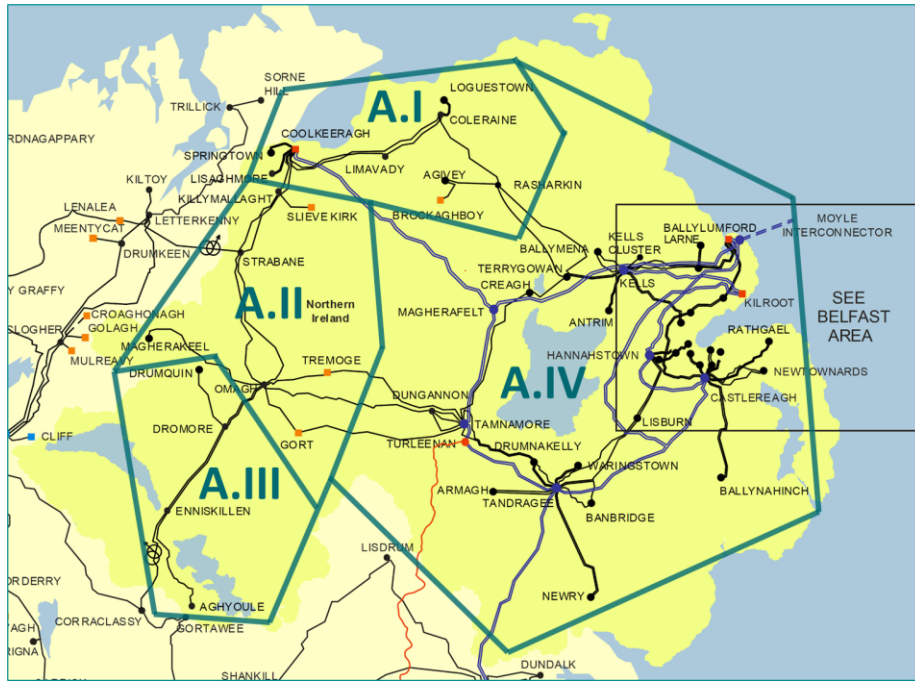 SORNE
HILL
TRILLICK
RDNAGAPPARY
A.I
LOGUESTOWN
COLERAINE
COOLKEERAGH
SPRINGTOWN
LISAGHMORE
LIMAVADY
KILTOY
AGIVEY
RASHARKIN
KILLYMALLAGHT
LENALEA
LETTERKENNY
SLIEVE KIRK
BROCKAGHBOY
MEENTYCAT
DRUMKEEN
STRABANE
BALLYMENA
KELLS
CLUSTER
BALLYLUMFORD
LARNE
MOYLE
INTERCONNECTOR
TERRYGOWAN
CREAGH
KELLS
Y GRAFFY
A.II
Northern
Ireland
MAGHERAFELT
ANTRIM
KILROOT
SEE
BELFAST
AREA
CROAGHONAGH
SLOGHER
GOLAGH
MAGHERAKEEL
MULREAVY
RATHGAEL
HANNAHSTOWN
TREMOGE
DRUMQUIN
A.IV
NEWTOWNARDS
OMAGH
DUNGANNON
CASTLEREAGH
DROMORE
TAMNAMORE
LISBURN
CLIFF
GORT
TURLEENAN
DRUMNAKELLY
WARINGSTOWN
A.III
ARMAGH
TANDRAGEE
BALLYNAHINCH
ENNISKILLEN
BANBRIDGE
LISDRUM
NEWRY
ORDERRY
AGHYOULE
CORRACLASSY
GORTAWEE
VAGH
RIGNA
SHANKILL
DUNDALK